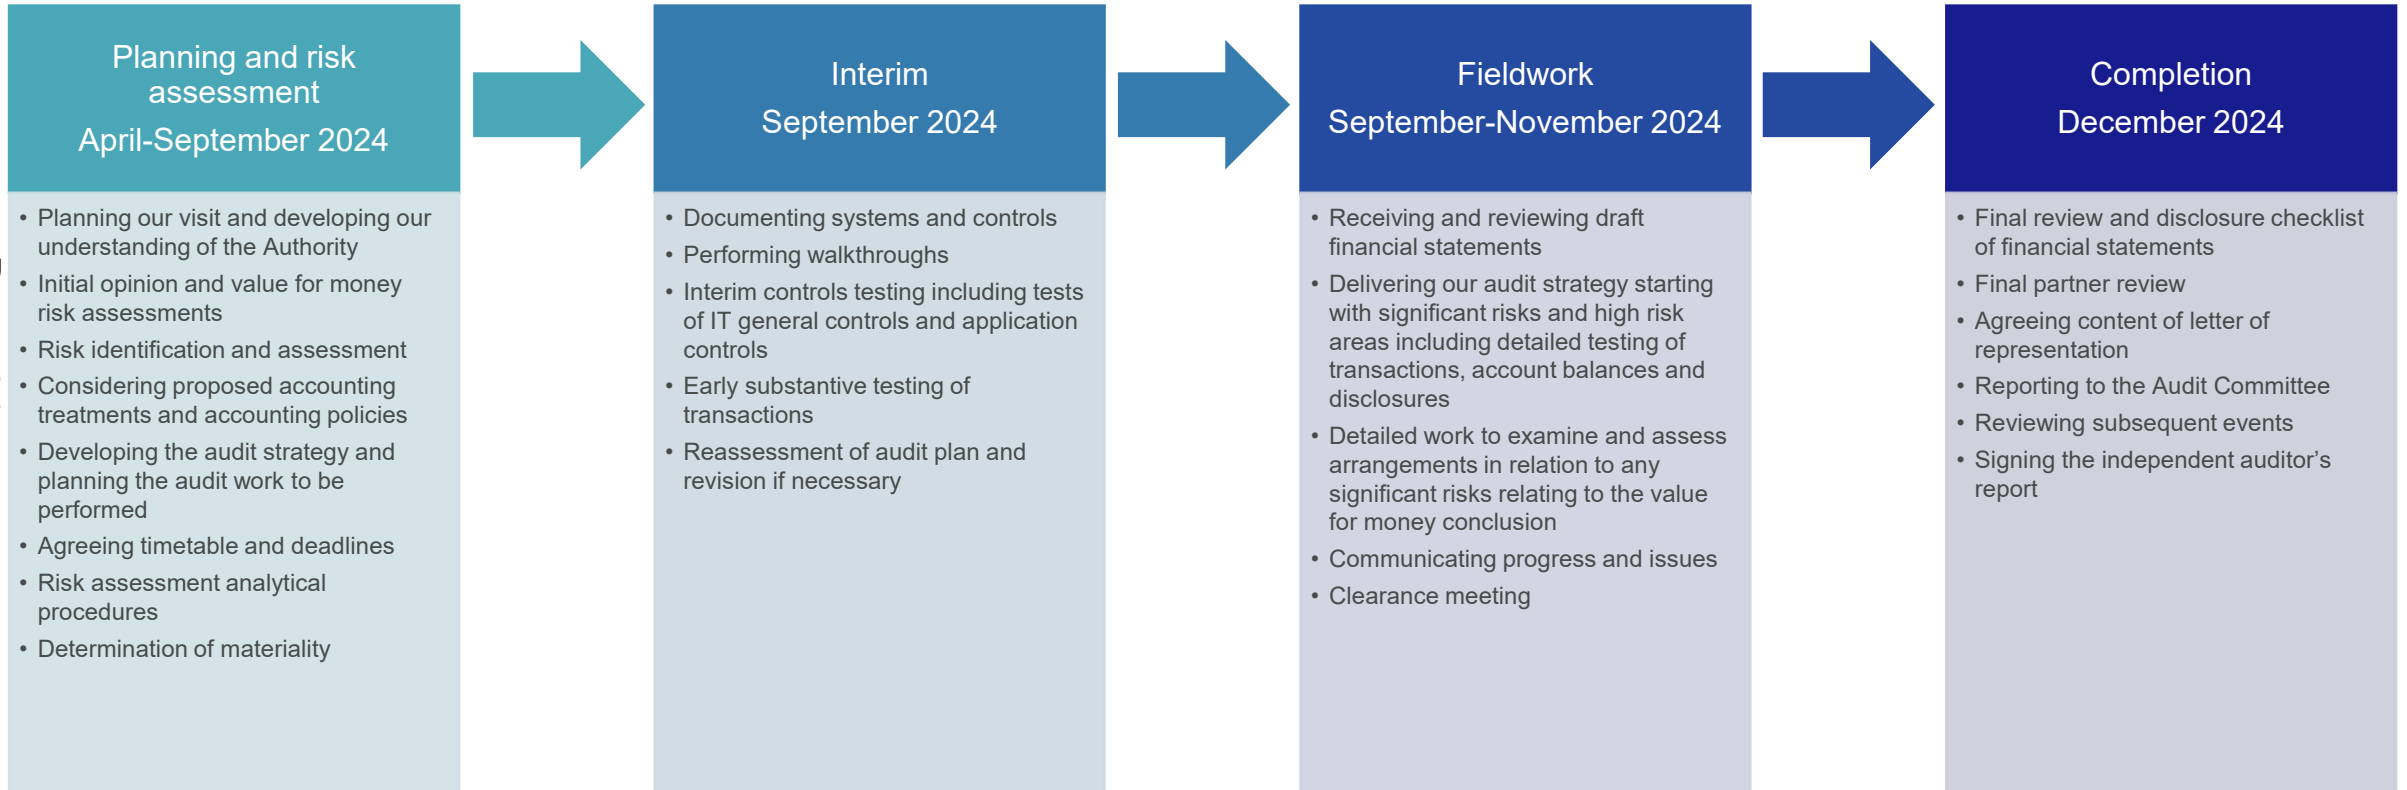 Planning and risk
assessment
April-September 2024
• Planning our visit and developing our
understanding of the Authority
• Initial opinion and value for money
risk assessments
• Risk identification and assessment
• Considering proposed accounting
treatments and accounting policies
• Developing the audit strategy and
planning the audit work to be
performed
• Agreeing timetable and deadlines
• Risk assessment analytical
procedures
• Determination of materiality
Interim
September 2024
• Documenting systems and controls
• Performing walkthroughs
• Interim controls testing including tests
of IT general controls and application
controls
• Early substantive testing of
transactions
• Reassessment of audit plan and
revision if necessary
Fieldwork
September-November 2024
• Receiving and reviewing draft
financial statements
• Delivering our audit strategy starting
with significant risks and high risk
areas including detailed testing of
transactions, account balances and
disclosures
• Detailed work to examine and assess
arrangements in relation to any
significant risks relating to the value
for money conclusion
• Communicating progress and issues
• Clearance meeting
Completion
December 2024
• Final review and disclosure checklist
of financial statements
• Final partner review
• Agreeing content of letter of
representation
• Reporting to the Audit Committee
• Reviewing subsequent events
• Signing the independent auditor’s
report